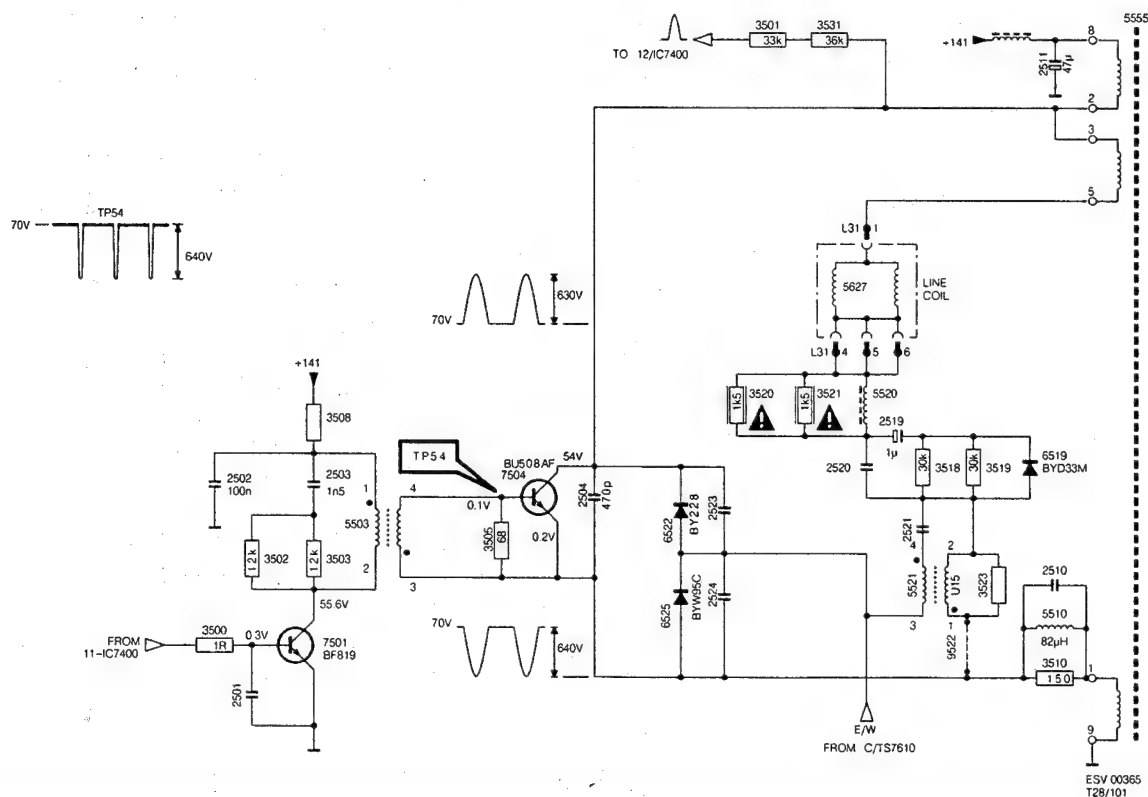 5555
3501
33k
3531
36k
TO 12/IC7400
+141
2511
47µ
8
2
3
5
TP54
70V
640V
L31 1
5627
LINE
COIL
L31 4 5 6
630V
70V
+141
3508
3520
1k5
3521
1k5
5520
2519
1µ
2520
30k
3518
30k
3519
6519
BYD33M
TP54
BU508AF
7504
54V
2502
100n
2503
1n5
1
5503
2
4
3
0.1V
3505
68
0.2V
2504
470p
6522
BY228
2523
6525
BYW95C
2524
1.2k
3502
1.2k
3503
2521
4
5521
3
2
U15
1
3523
9522
2510
5510
82µH
3510
150
1
9
55.6V
FROM
11-IC7400
3500
1R
0.3V
7501
BF819
2501
70V
640V
E/W
FROM C/TS7610
ESV 00365
T28/101